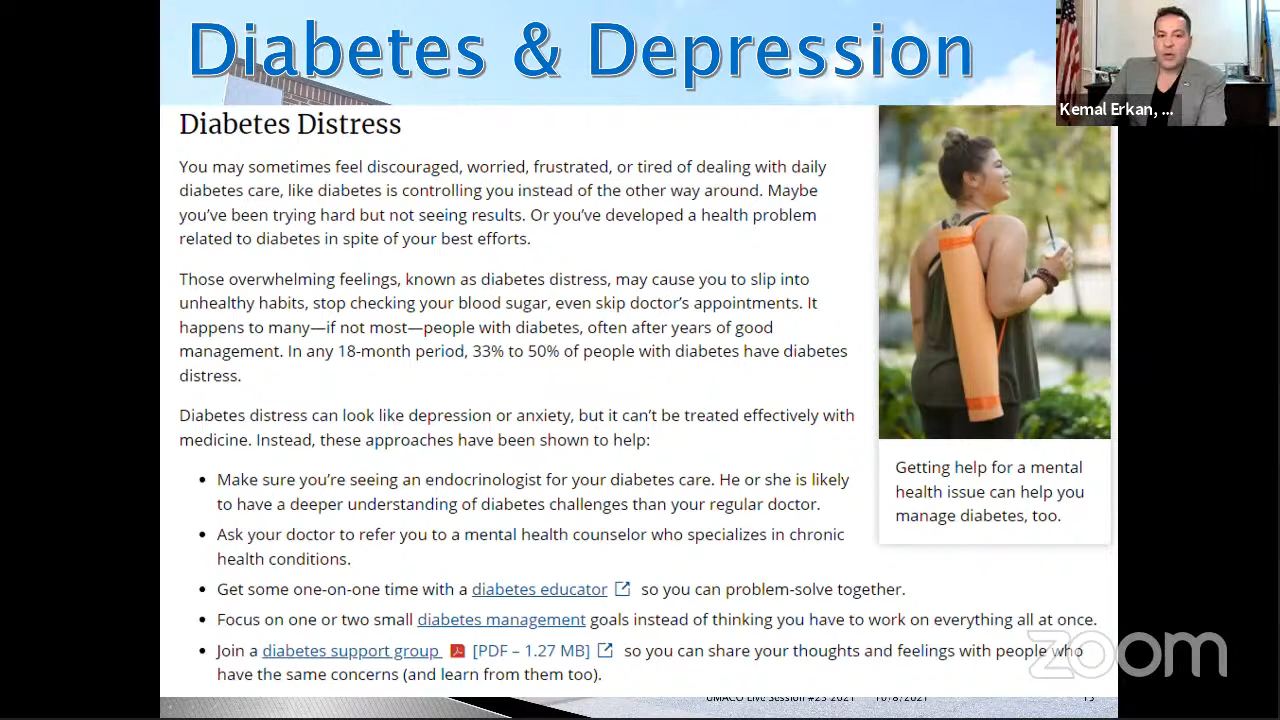 Diabetes & Depression
Kemal Erkan, ...
Diabetes Distress
You may sometimes feel discouraged, worried, frustrated, or tired of dealing with daily
diabetes care, like diabetes is controlling you instead of the other way around. Maybe
you've been trying hard but not seeing results. Or you've developed a health problem
related to diabetes in spite of your best efforts.
Those overwhelming feelings, known as diabetes distress, may cause you to slip into
unhealthy habits, stop checking your blood sugar, even skip doctor's appointments. It
happens to many—if not most—people with diabetes, often after years of good
management. In any 18-month period, 33% to 50% of people with diabetes have diabetes
distress.
Diabetes distress can look like depression or anxiety, but it can't be treated effectively with
medicine. Instead, these approaches have been shown to help:
• Make sure you're seeing an endocrinologist for your diabetes care. He or she is likely
to have a deeper understanding of diabetes challenges than your regular doctor.
• Ask your doctor to refer you to a mental health counselor who specializes in chronic
health conditions.
• Get some one-on-one time with a diabetes educator so you can problem-solve together.
• Focus on one or two small diabetes management goals instead of thinking you have to work on everything all at once.
• Join a diabetes support group [PDF – 1.27 MB] so you can share your thoughts and feelings with people who
have the same concerns (and learn from them too).
Getting help for a mental
health issue can help you
manage diabetes, too.
zoom
UMACO Live Session #23 2021 10/8/2021